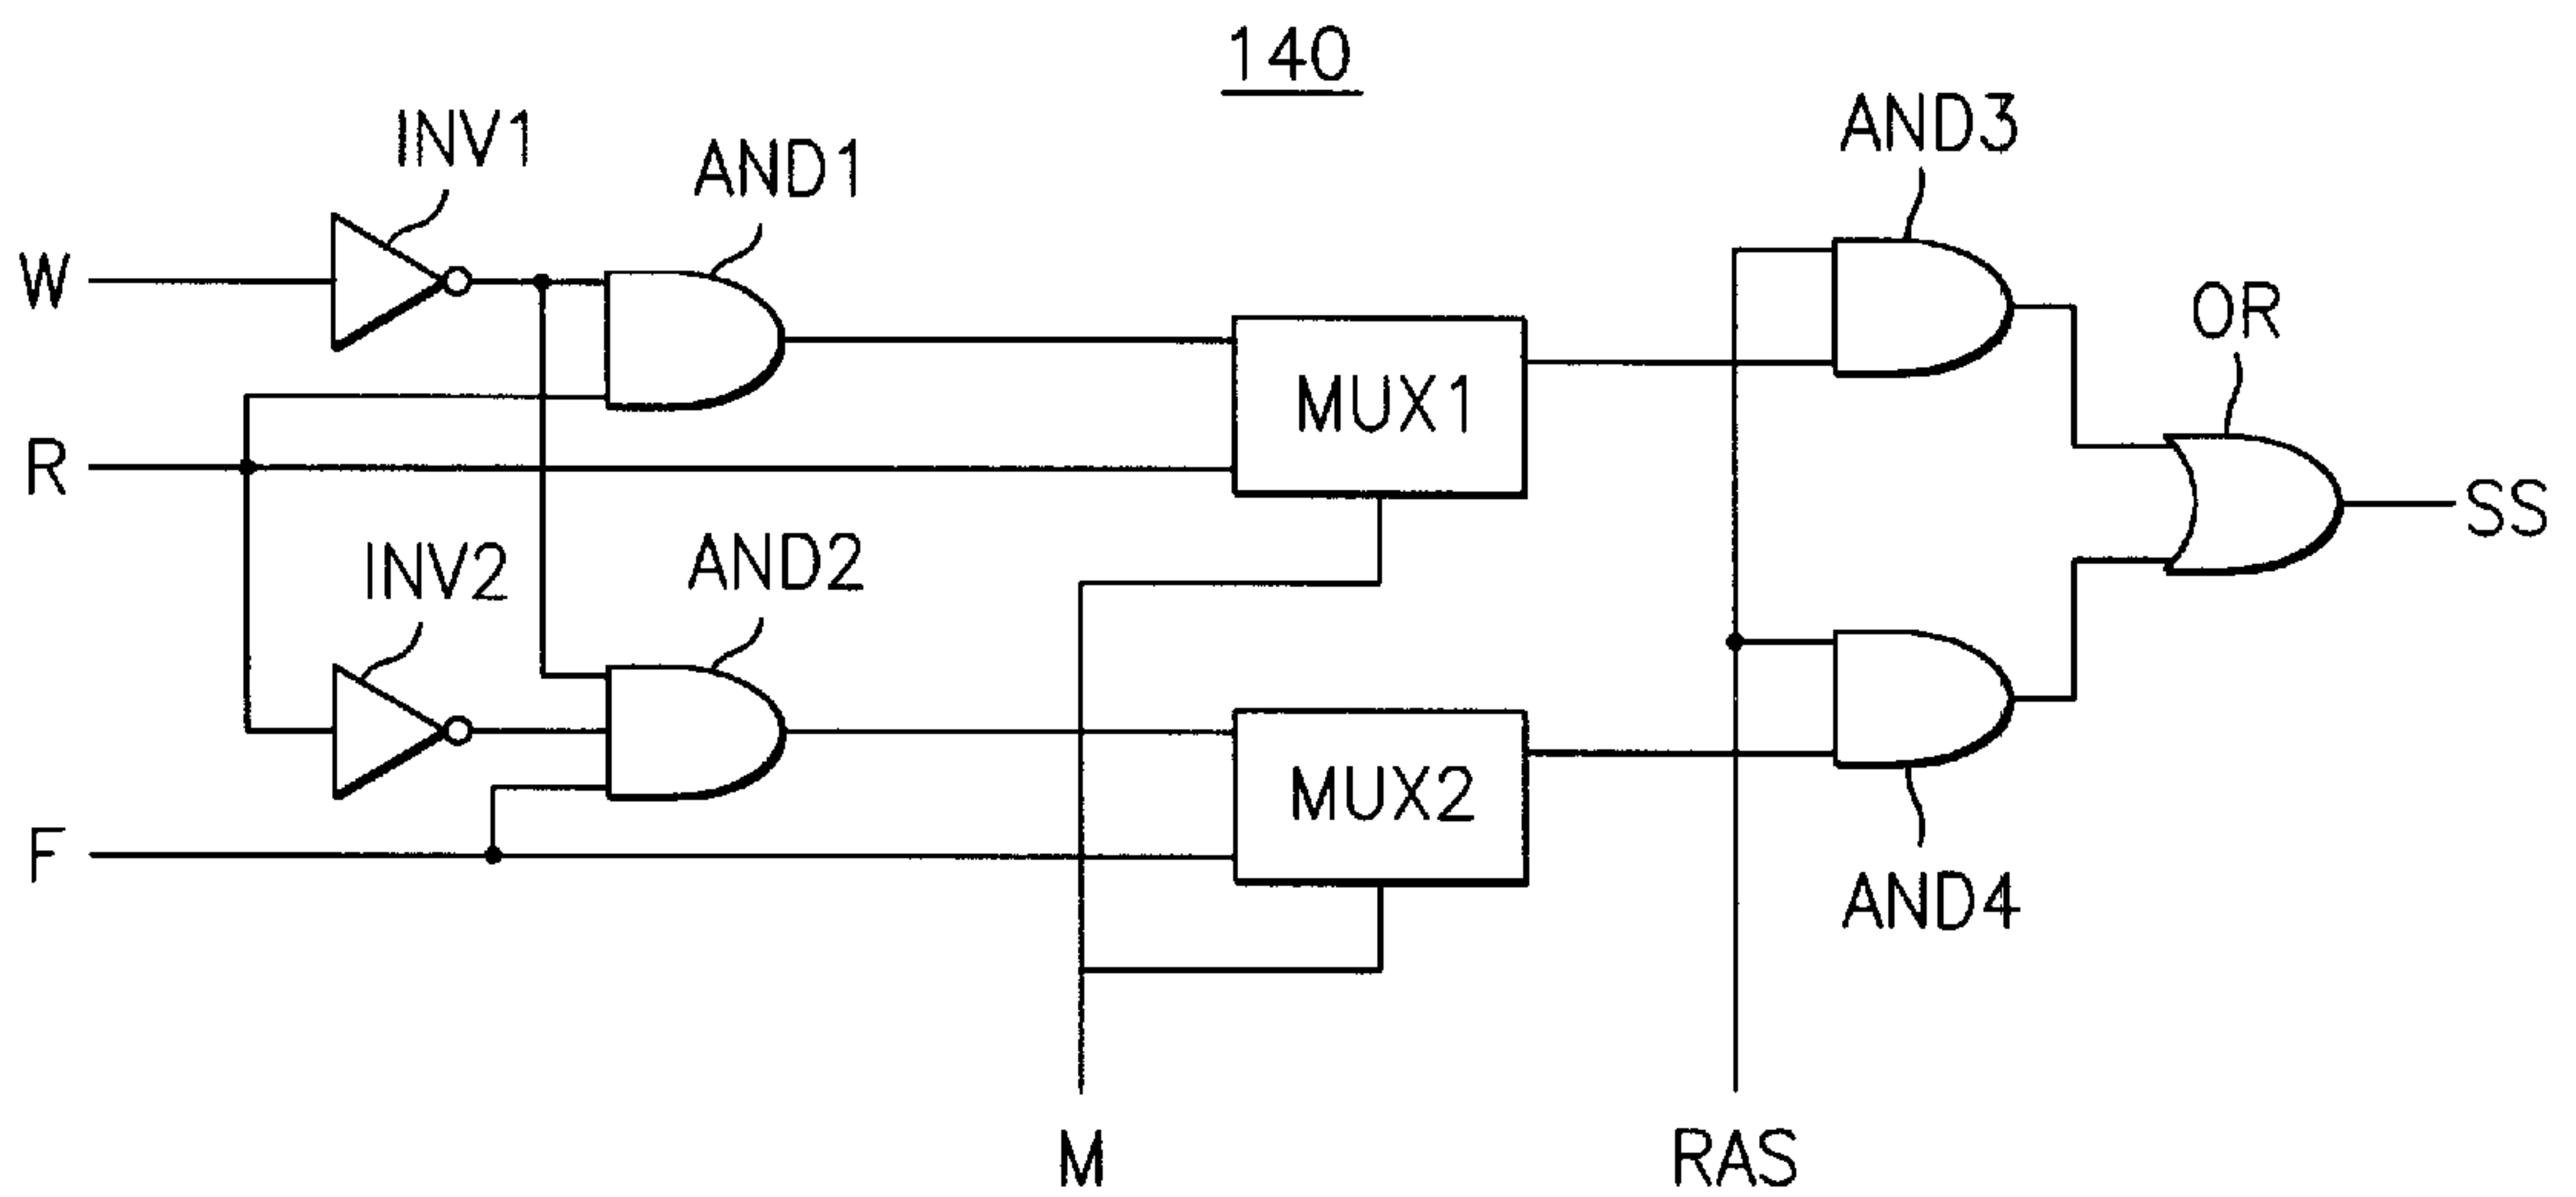 140
INV1
AND1
AND3
W
OR
MUX1
R
SS
INV2
AND2
MUX2
F
AND4
M
RAS